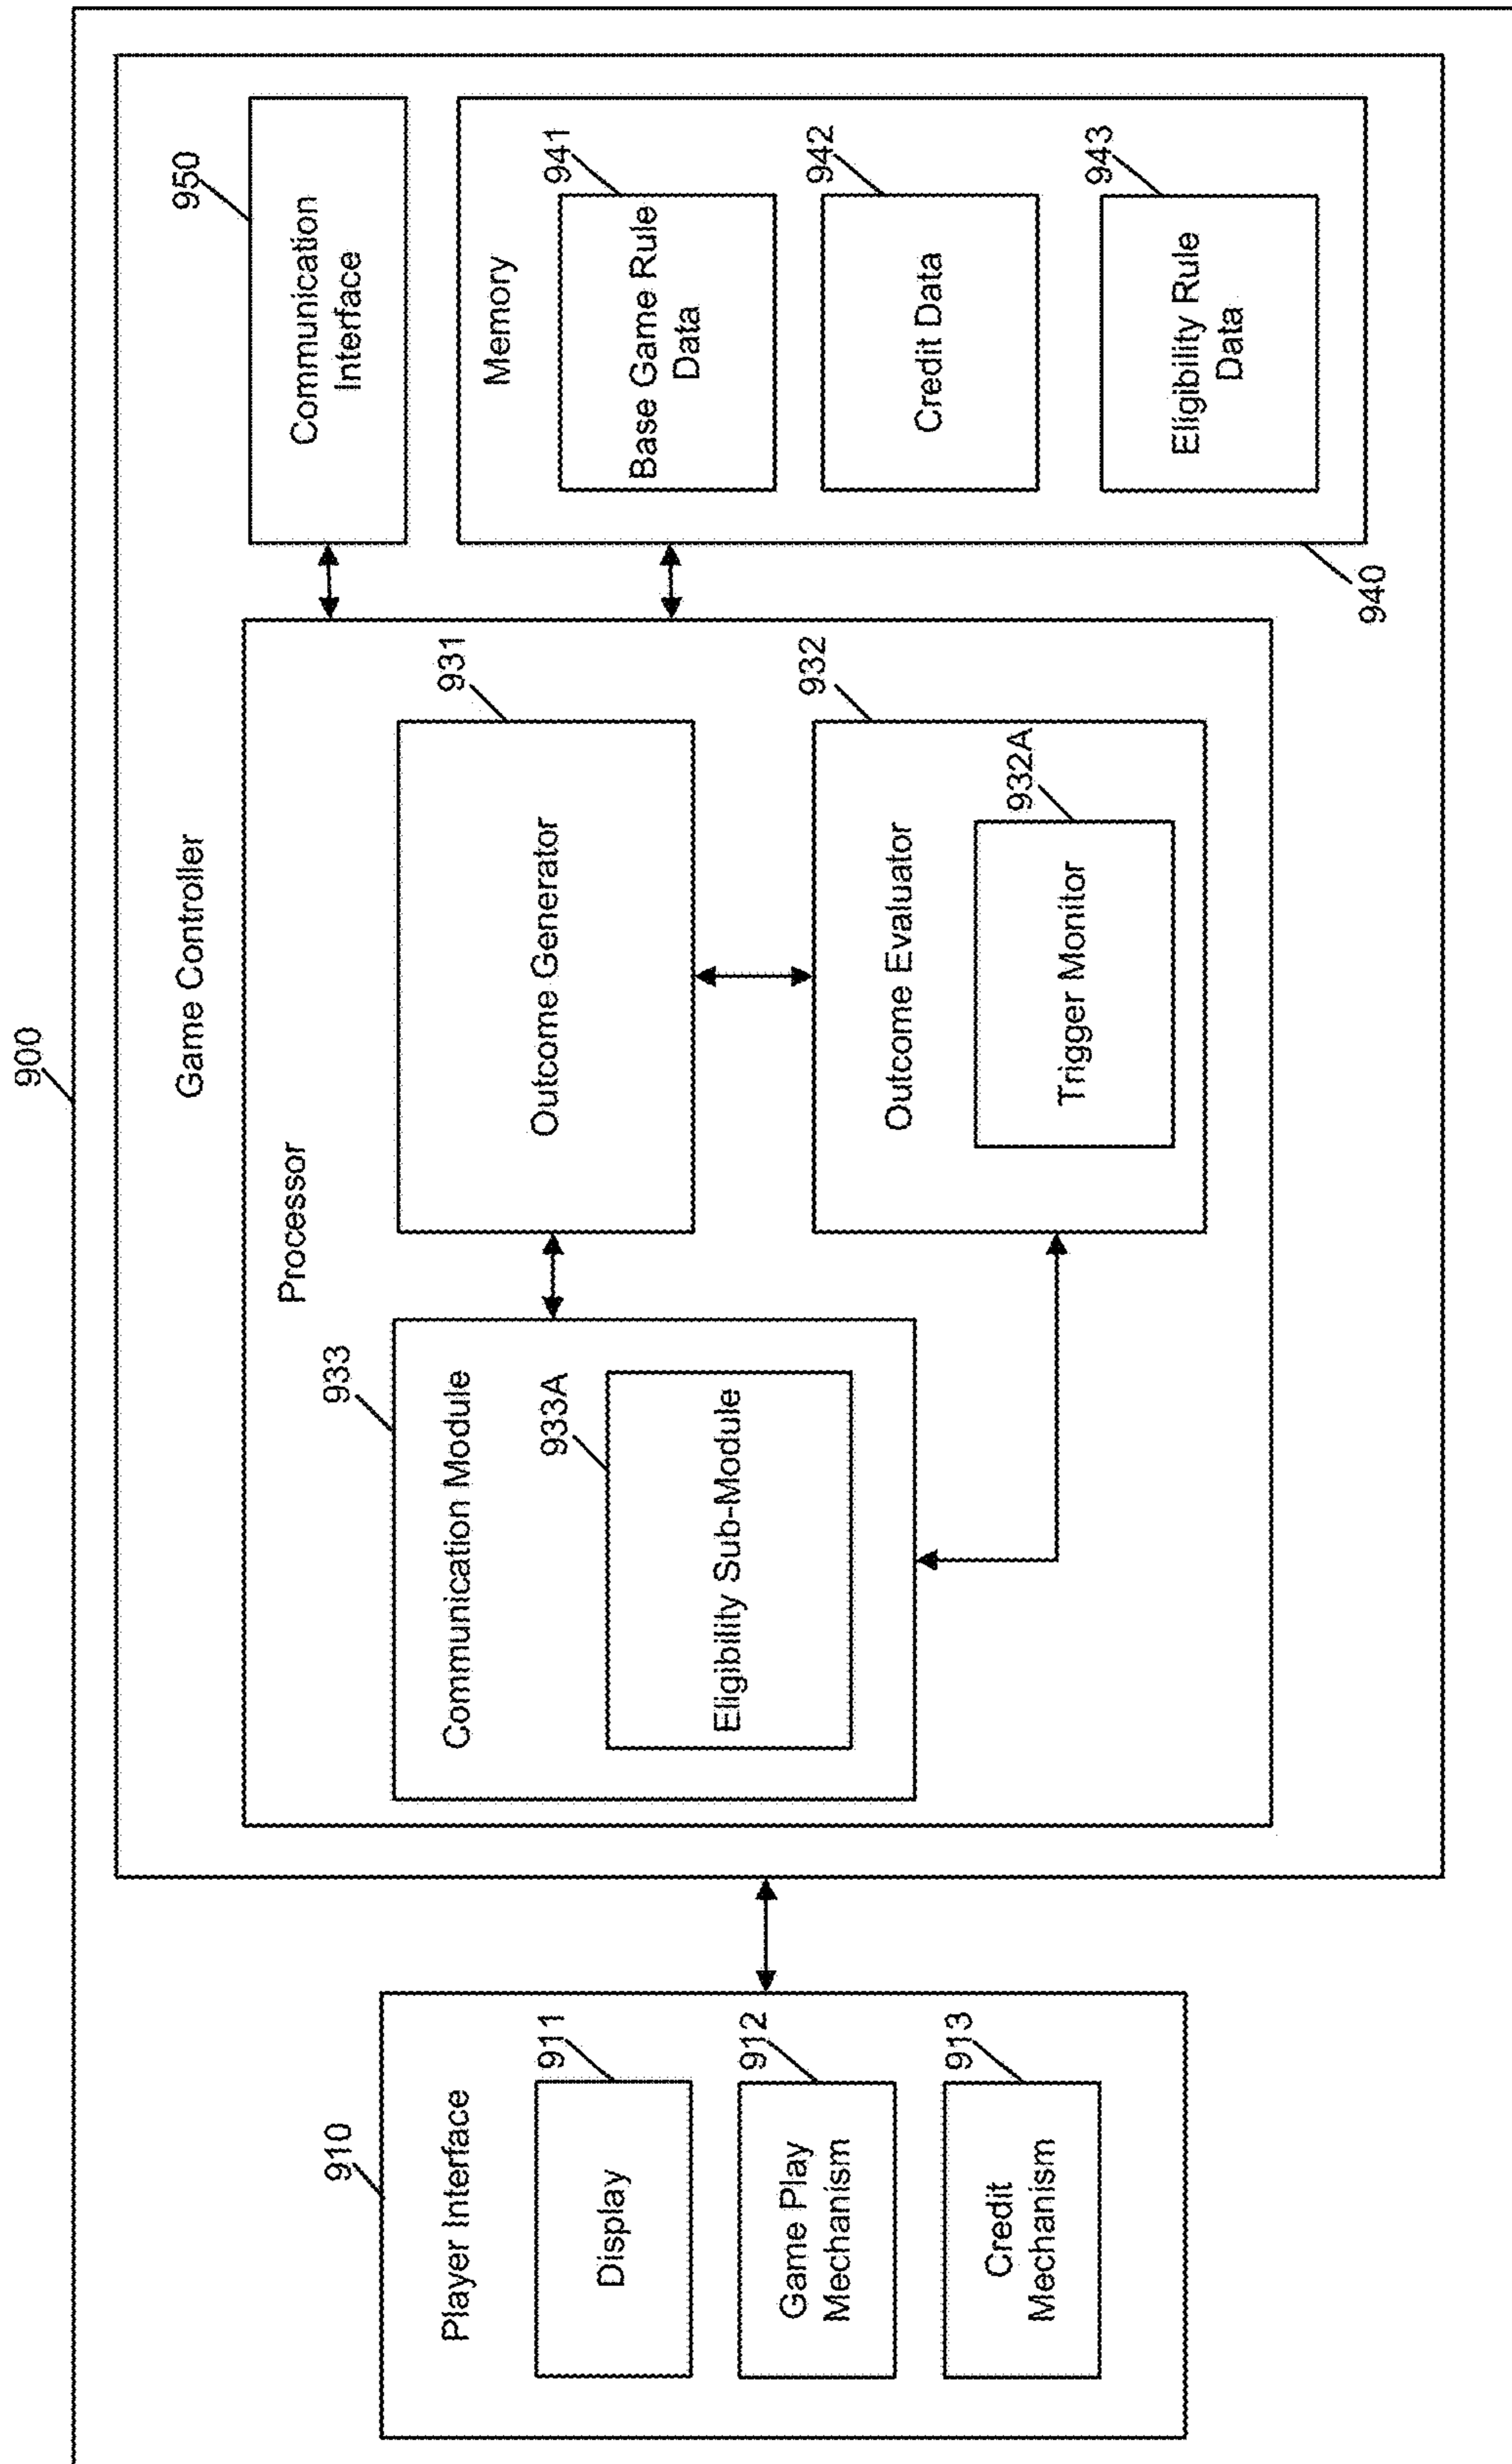 900
Game Controller
Processor
910
Player Interface
911
Display
912
Game Play
Mechanism
913
Credit
Mechanism
933
Communication Module
933A
Eligibility Sub-Module
931
Outcome Generator
932
Outcome Evaluator
932A
Trigger Monitor
950
Communication
Interface
Memory
941
Base Game Rule
Data
942
Credit Data
943
Eligibility Rule
Data
940